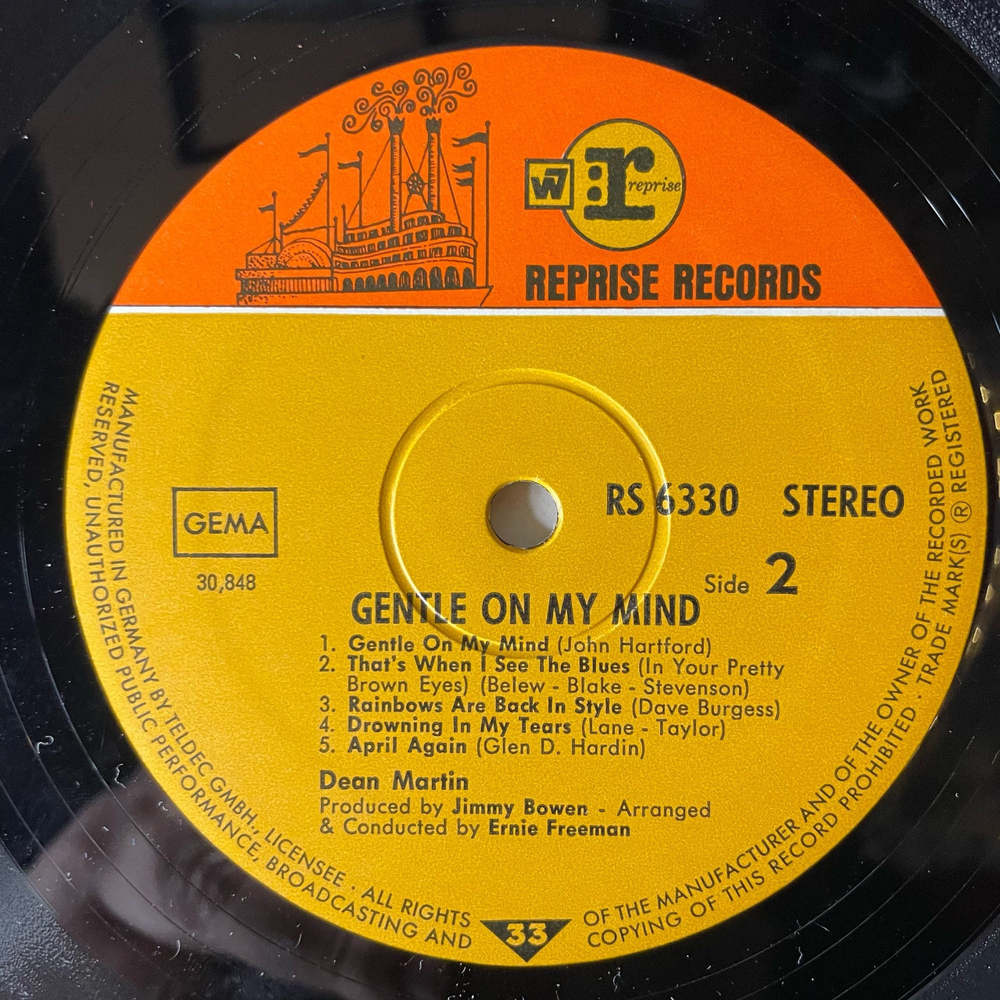 W7
r: reprise
REPRISE RECORDS
GEMA
30,848
RS 6330 STEREO
Side 2
GENTLE ON MY MIND
1. Gentle On My Mind (John Hartford)
2. That's When I See The Blues (In Your Pretty
Brown Eyes) (Belew - Blake - Stevenson)
3. Rainbows Are Back In Style (Dave Burgess)
4. Drowning In My Tears (Lane - Taylor)
5. April Again (Glen D. Hardin)
Dean Martin
Produced by Jimmy Bowen - Arranged
& Conducted by Ernie Freeman
MANUFACTURED IN GERMANY BY TELDEC GMBH., LICENSEE · ALL RIGHTS
OF THE MANUFACTURER AND OF THE OWNER OF THE RECORDED WORK
RESERVED, UNAUTHORIZED PUBLIC PERFORMANCE, BROADCASTING AND
COPYING OF THIS RECORD PROHIBITED · TRADE MARK(S) ® REGISTERED
33